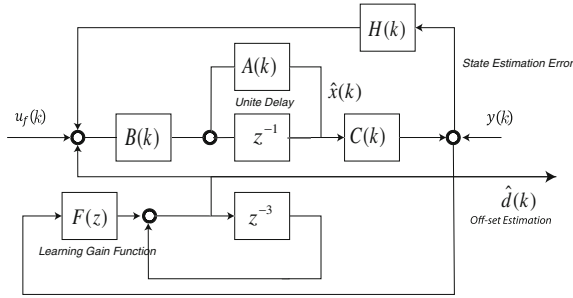 H(k)
State Estimation Error
A(k)
Unite Delay
x̂(k)
u_f(k)
B(k)
z^{-1}
C(k)
y(k)
d̂(k)
Off-set Estimation
F(z)
z^{-3}
Learning Gain Function